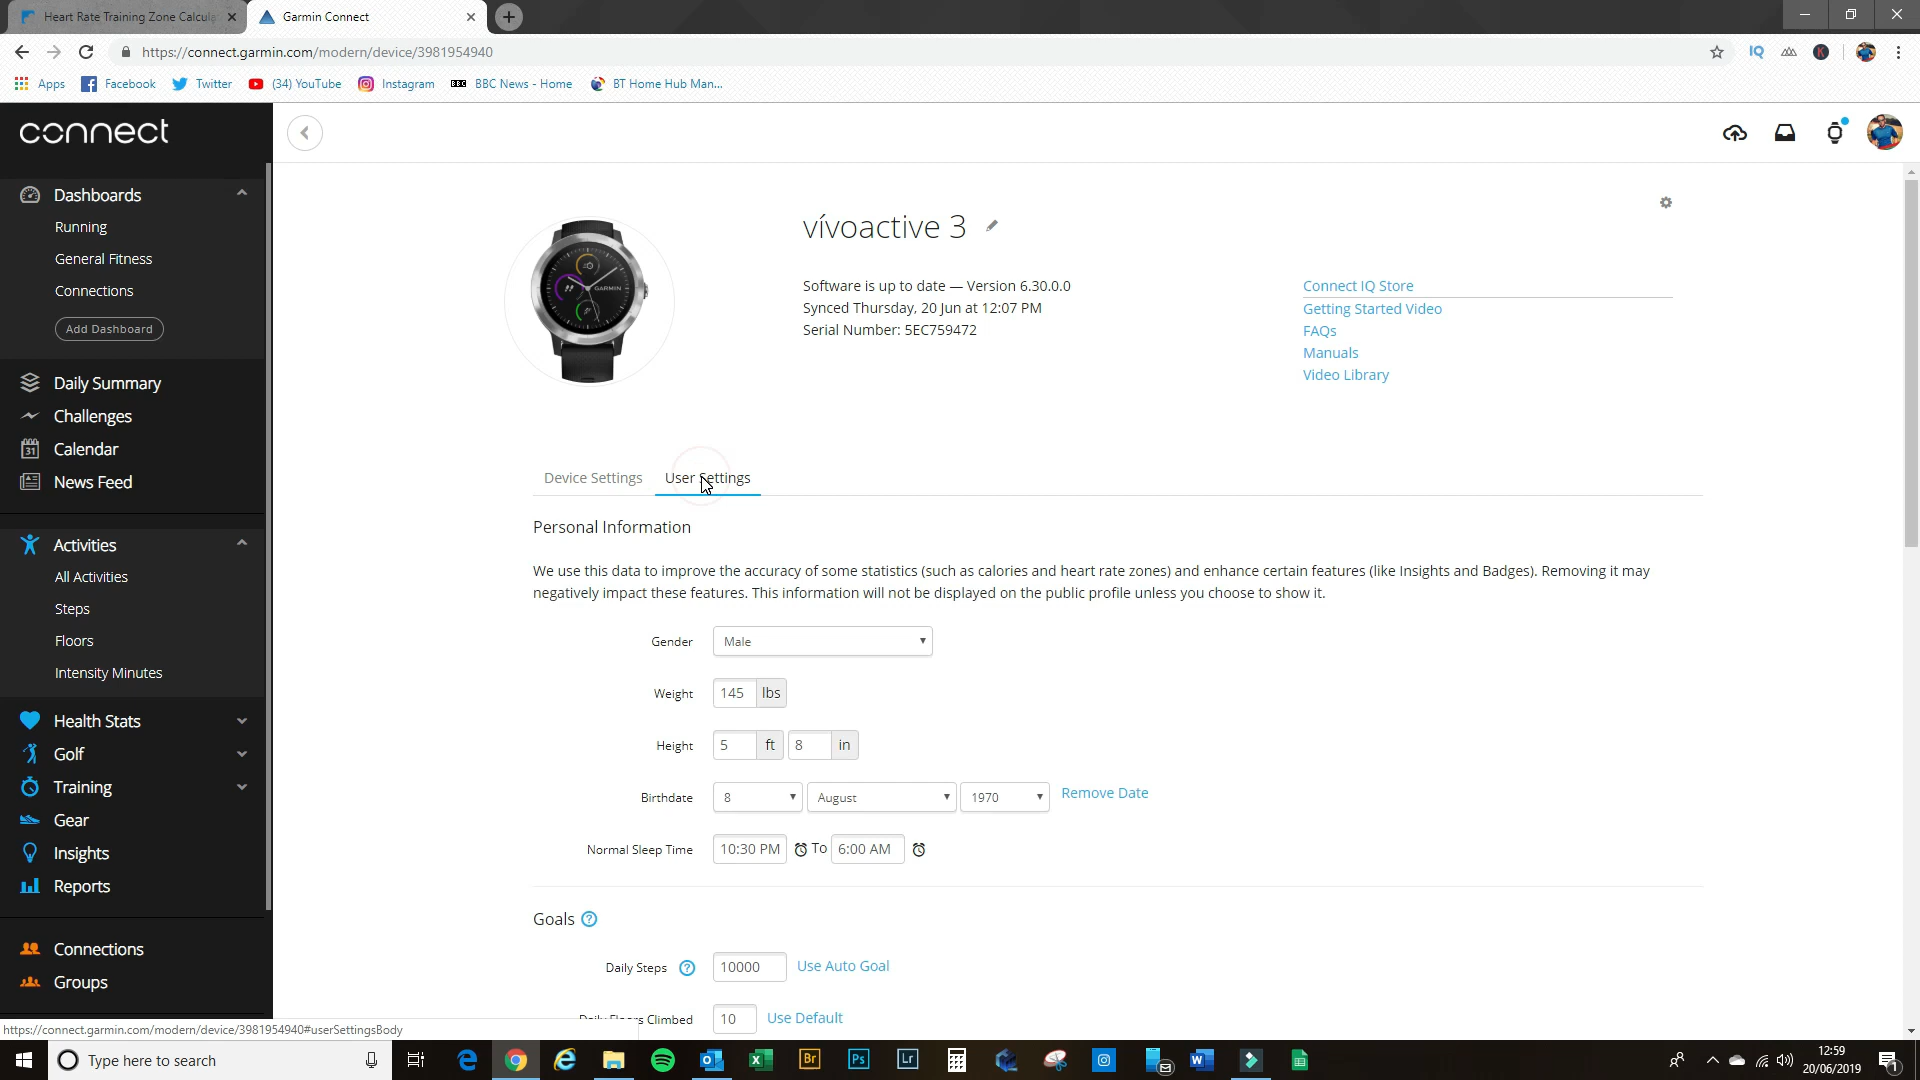 Heart Rate Training Zone Calcula
Garmin Connect
https://connect.garmin.com/modern/device/3981954940
IQ
Apps Facebook Twitter (34) YouTube Instagram BBC News - Home BT Home Hub Man...
connect
Dashboards
Running
General Fitness
Connections
Add Dashboard
Daily Summary
Challenges
31 Calendar
News Feed
Activities
All Activities
Steps
Floors
Intensity Minutes
Health Stats
Golf
Training
Gear
Insights
Reports
Connections
Groups
GARMIN
vívoactive 3
Software is up to date — Version 6.30.0.0
Synced Thursday, 20 Jun at 12:07 PM
Serial Number: 5EC759472
Connect IQ Store
Getting Started Video
FAQs
Manuals
Video Library
Device Settings User Settings
Personal Information
We use this data to improve the accuracy of some statistics (such as calories and heart rate zones) and enhance certain features (like Insights and Badges). Removing it may
negatively impact these features. This information will not be displayed on the public profile unless you choose to show it.
Gender Male
Weight 145 lbs
Height 5 ft 8 in
Birthdate 8 August 1970 Remove Date
Normal Sleep Time 10:30 PM To 6:00 AM
Goals ?
Daily Steps ? 10000 Use Auto Goal
Daily Floors Climbed 10 Use Default
https://connect.garmin.com/modern/device/3981954940#userSettingsBody
Type here to search
Br Ps Lr
12:59
20/06/2019
1